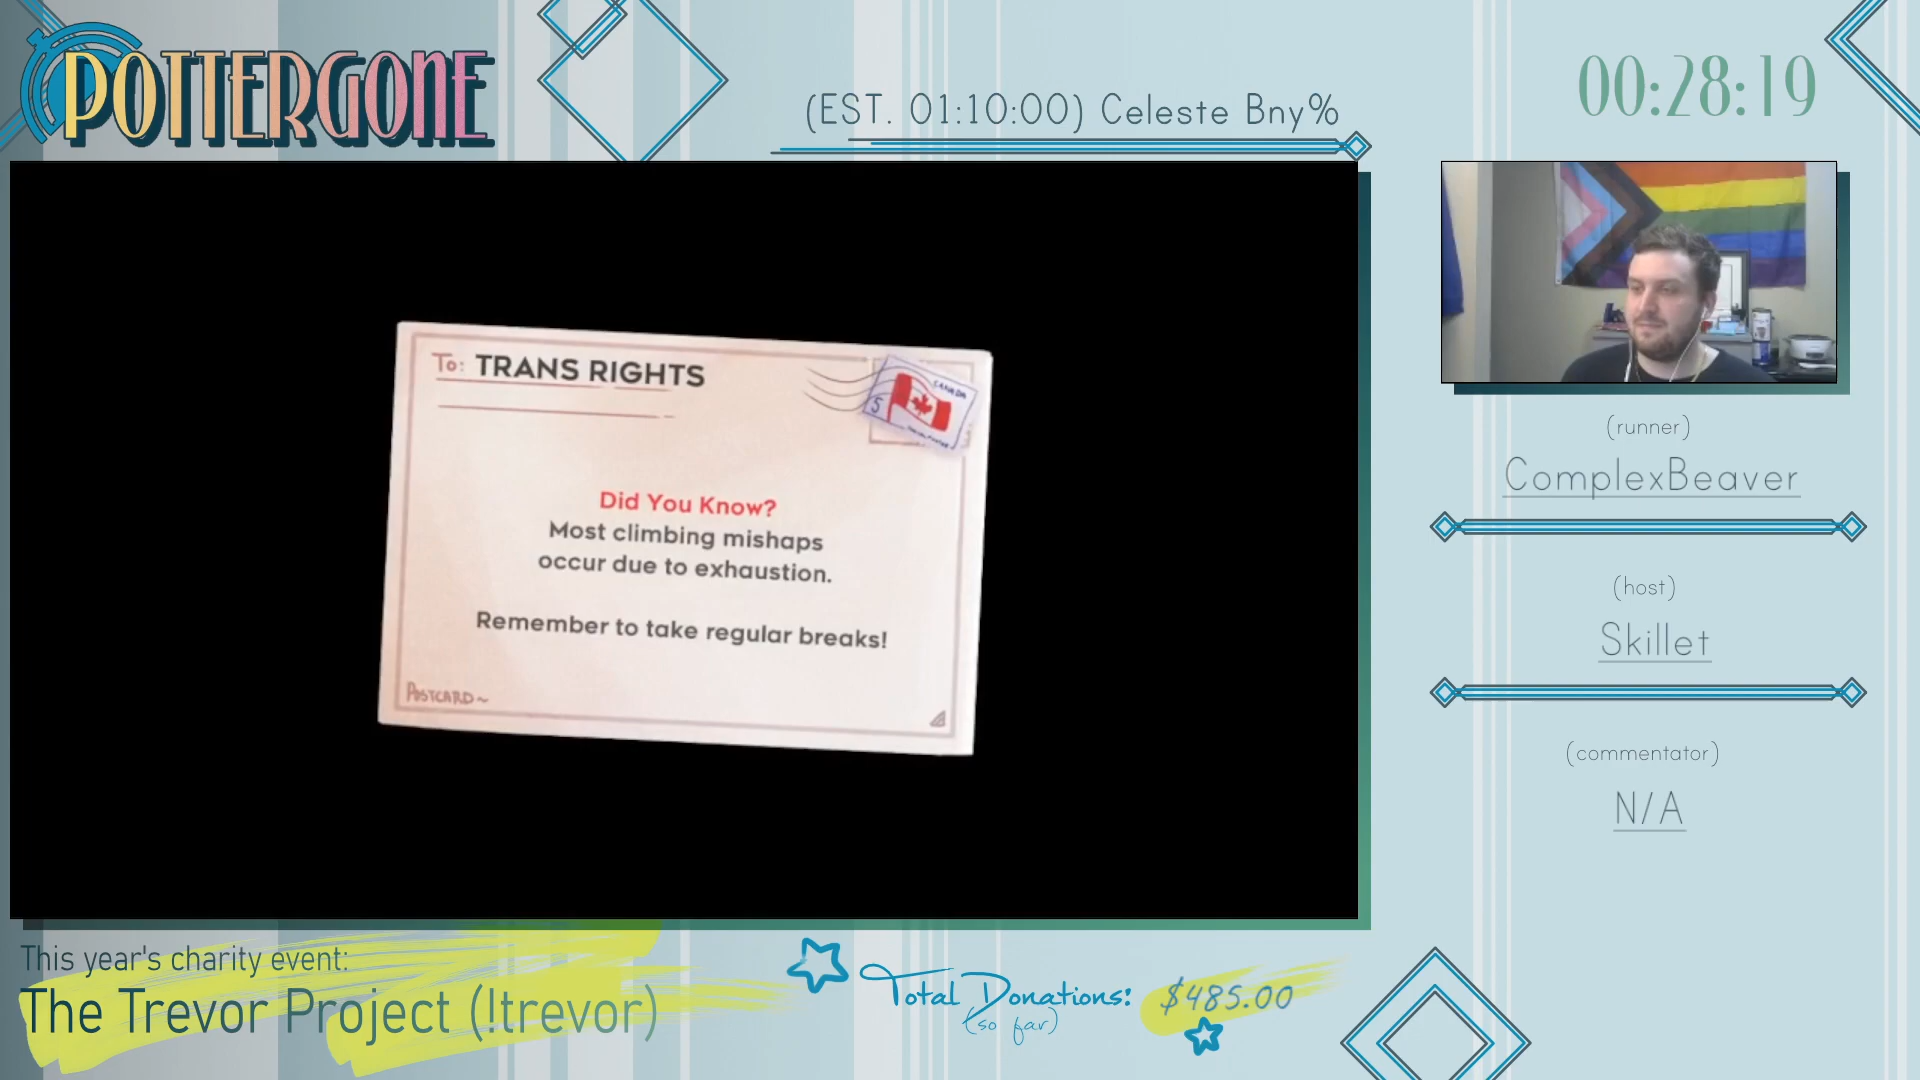 POTTERGONE
(EST. 01:10:00) Celeste Bny%
00:28:19
To: TRANS RIGHTS
CANADA
5
Did You Know?
Most climbing mishaps
occur due to exhaustion.
Remember to take regular breaks!
POSTCARD~
(runner)
ComplexBeaver
(host)
Skillet
(commentator)
N/A
This year's charity event:
The Trevor Project (!trevor)
Total Donations: $485.00
(so far)